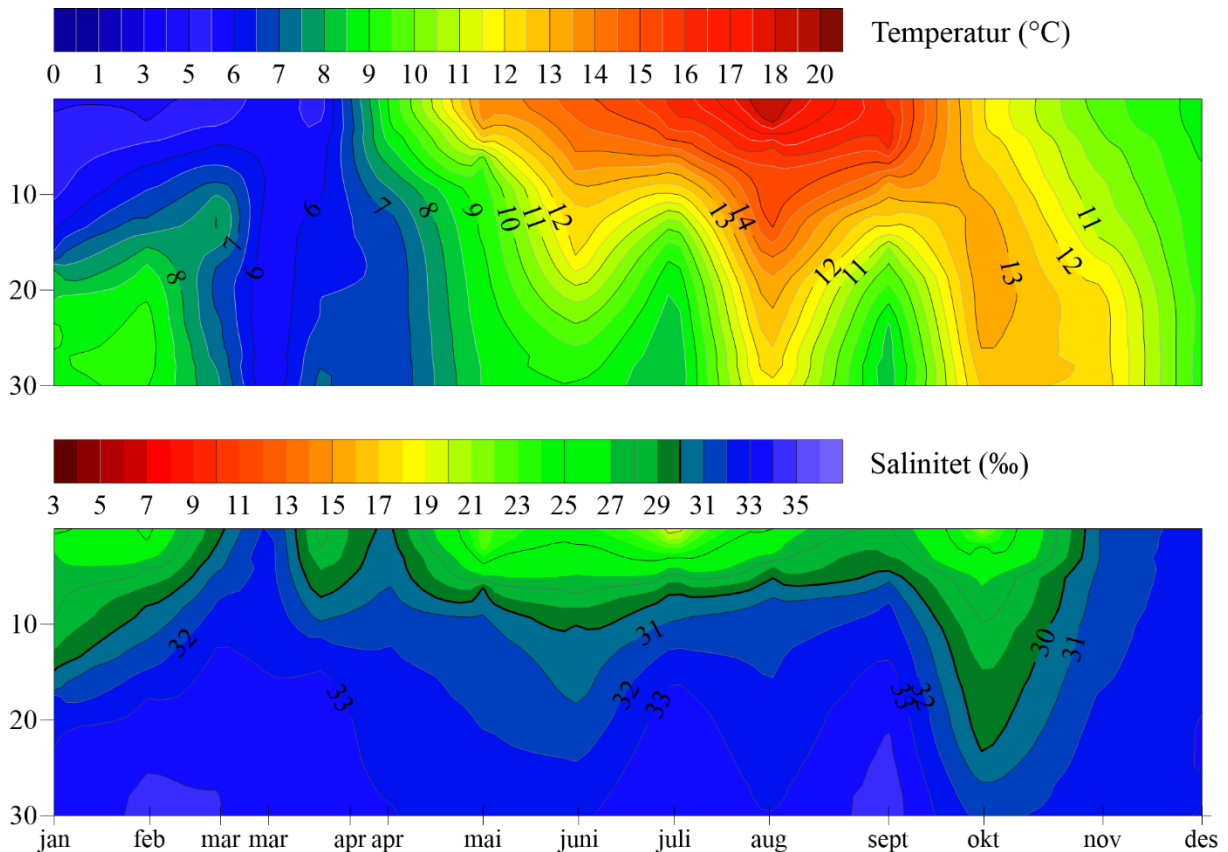 Temperatur (°C)
0 1 3 4 5 6 7 8 9 10 11 12 13 14 15 16 17 18 20
10
20
30
6 7 8 9 10 11 12 13 14 11
7 6 8 12 11 13 12
Salinitet (‰)
3 5 7 9 11 13 15 17 19 21 23 25 27 29 31 33 35
10
20
30
32 31 30 31
33 32 33 33 32
jan feb mar mar apr apr mai juni juli aug sept okt nov des